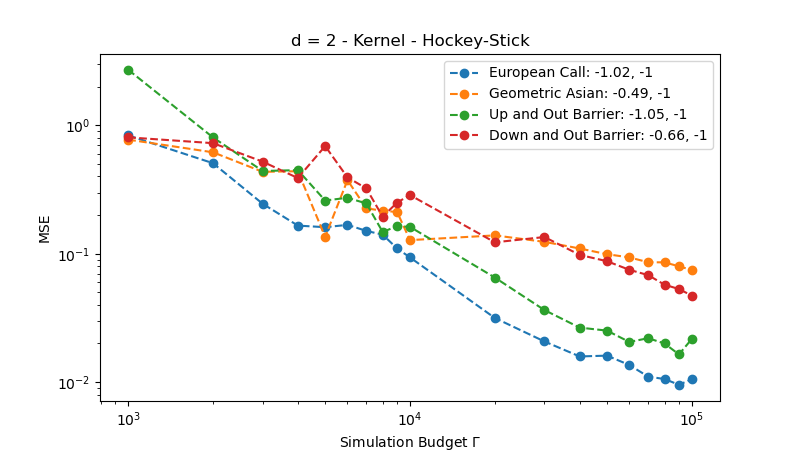 d = 2 - Kernel - Hockey-Stick
European Call: -1.02, -1
Geometric Asian: -0.49, -1
Up and Out Barrier: -1.05, -1
Down and Out Barrier: -0.66, -1
MSE
10⁰
10⁻¹
10⁻²
10³
10⁴
10⁵
Simulation Budget Γ